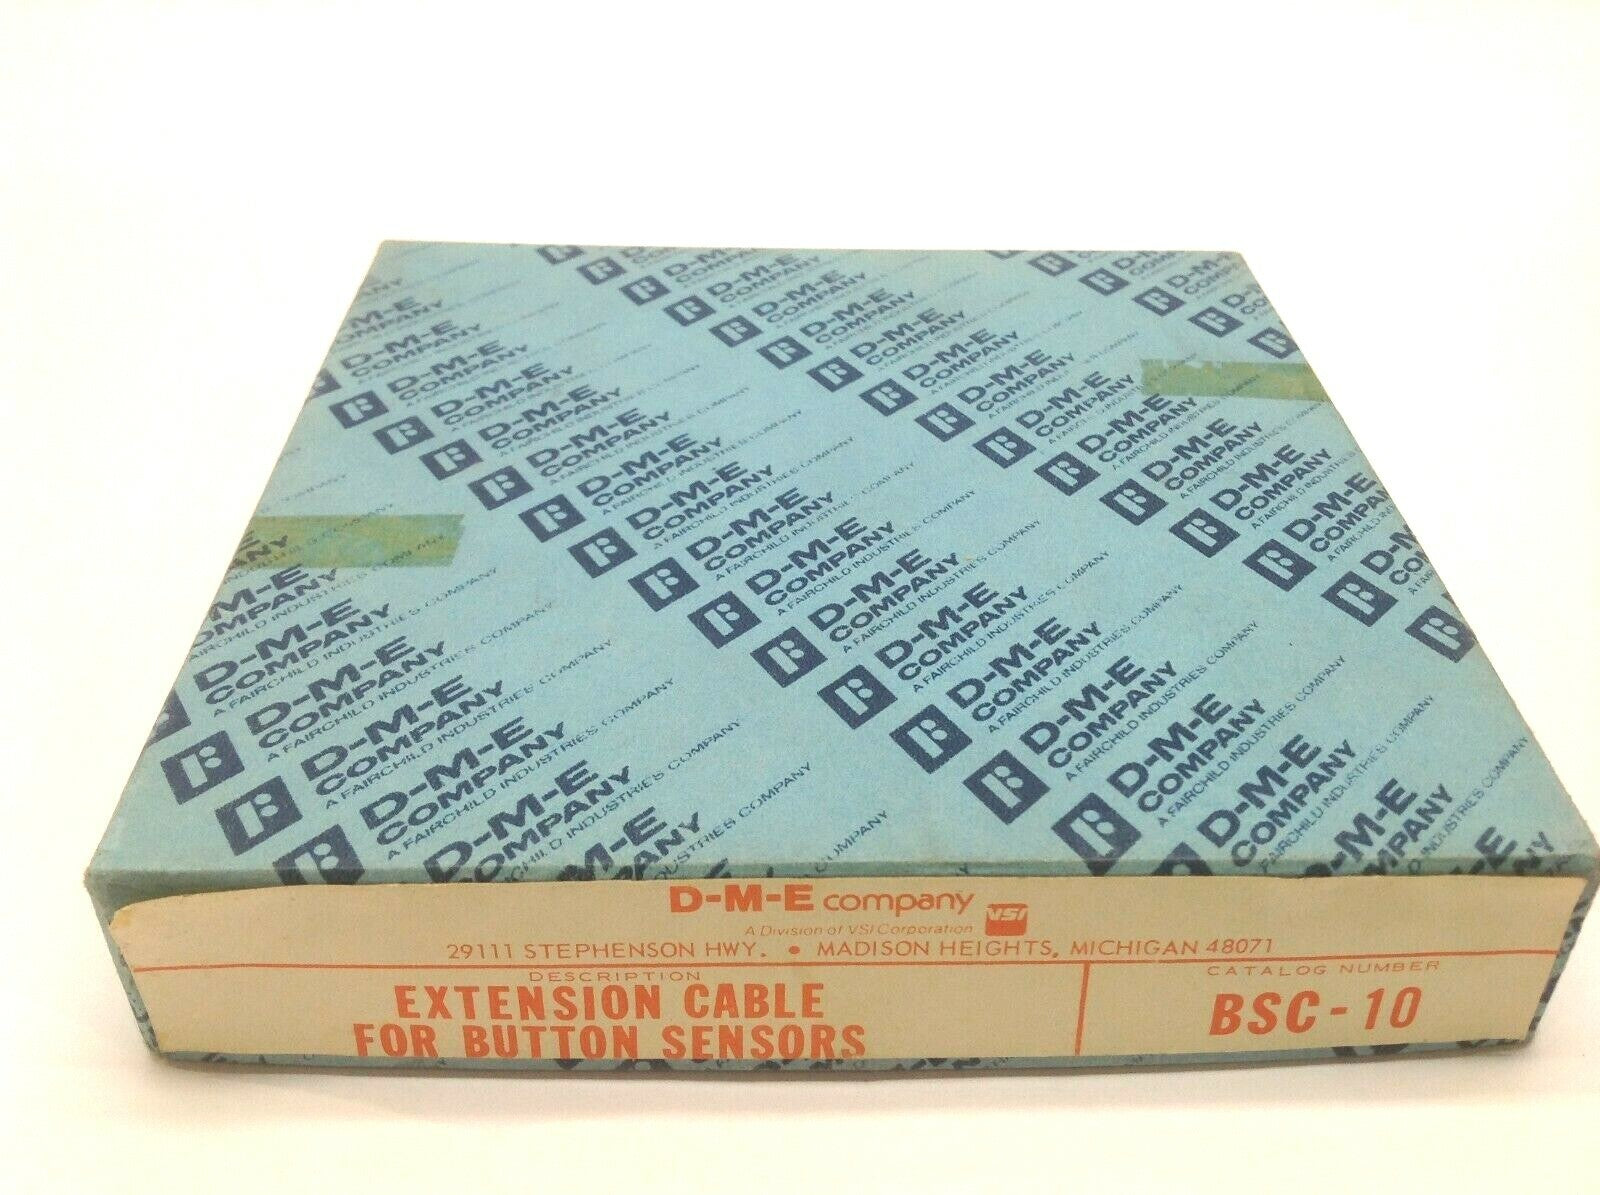 D-M-E
COMPANY
A FAIRCHILD INDUSTRIES COMPANY
D-M-E company
VSI
A Division of VSI Corporation
29111 STEPHENSON HWY. • MADISON HEIGHTS, MICHIGAN 48071
DESCRIPTION
EXTENSION CABLE
FOR BUTTON SENSORS
CATALOG NUMBER
BSC-10